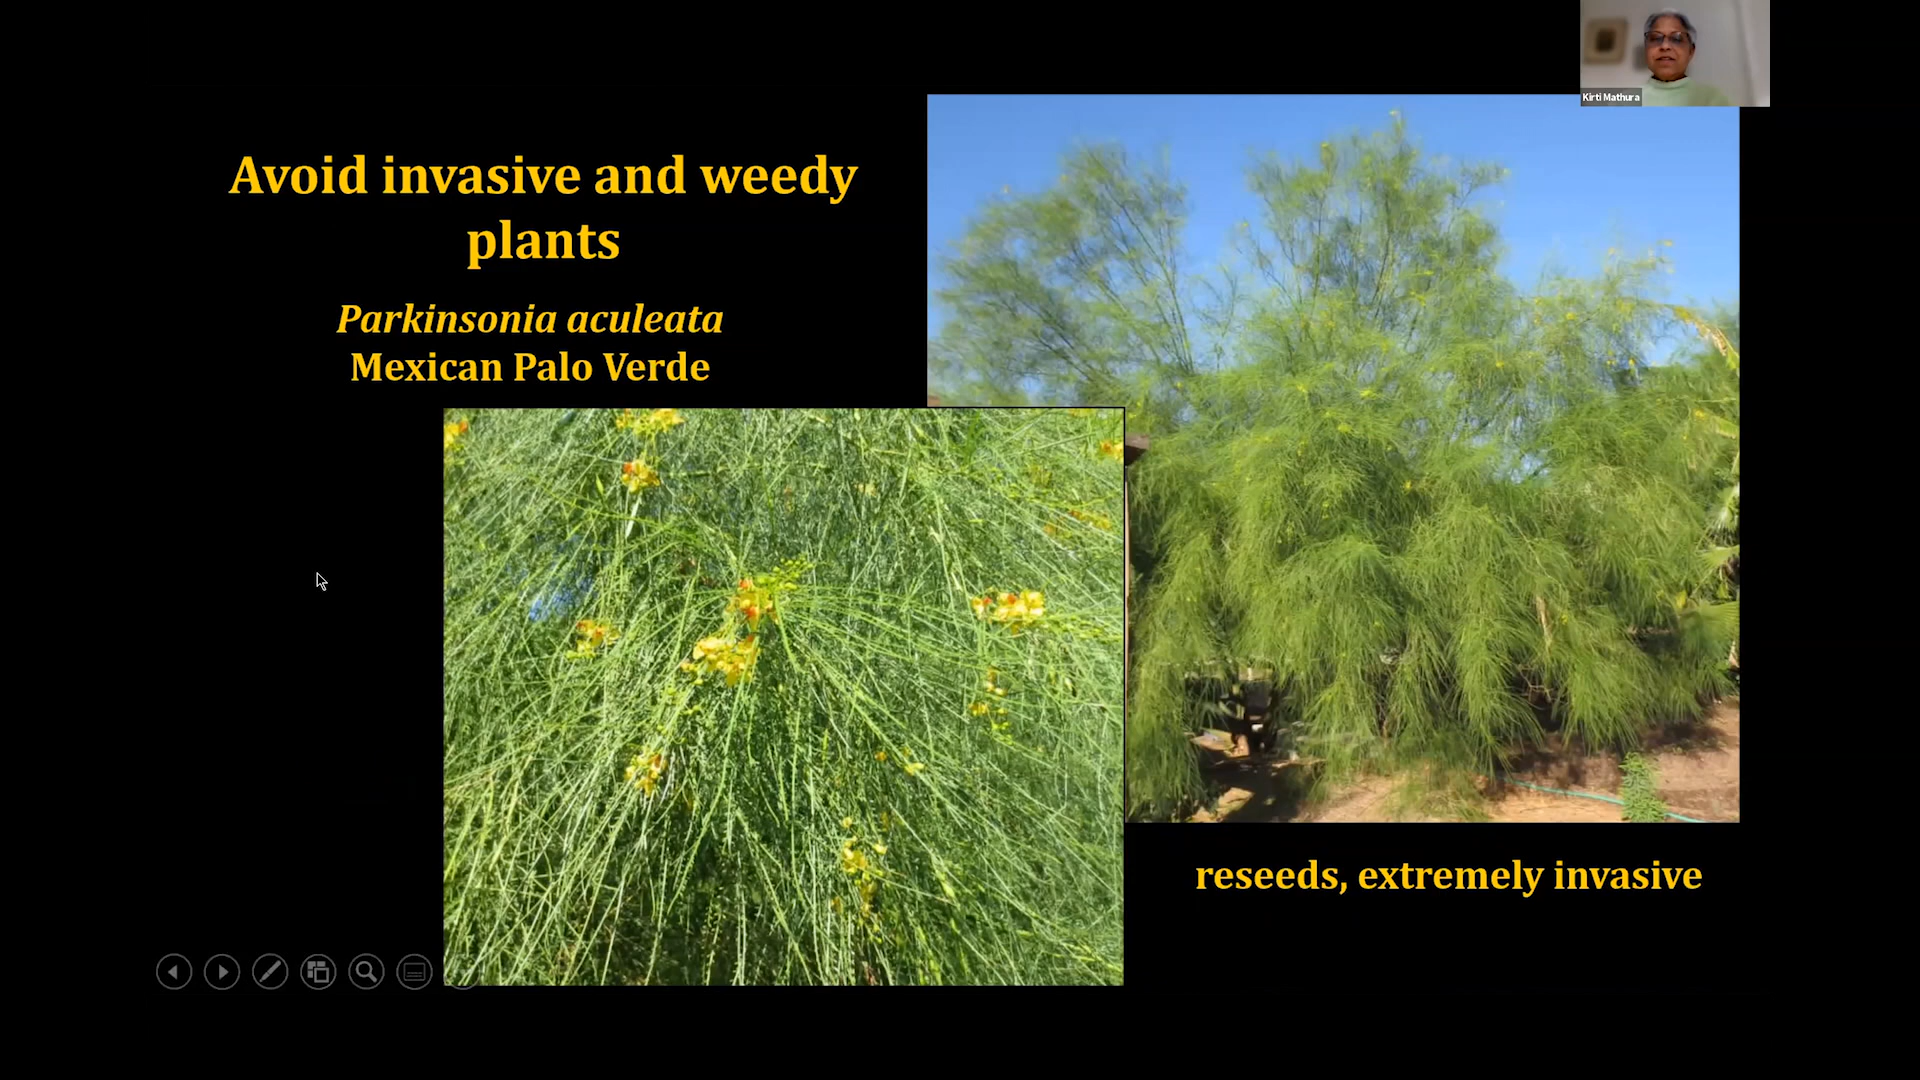 Kirti Mathura
Avoid invasive and weedy
plants
Parkinsonia aculeata
Mexican Palo Verde
reseeds, extremely invasive